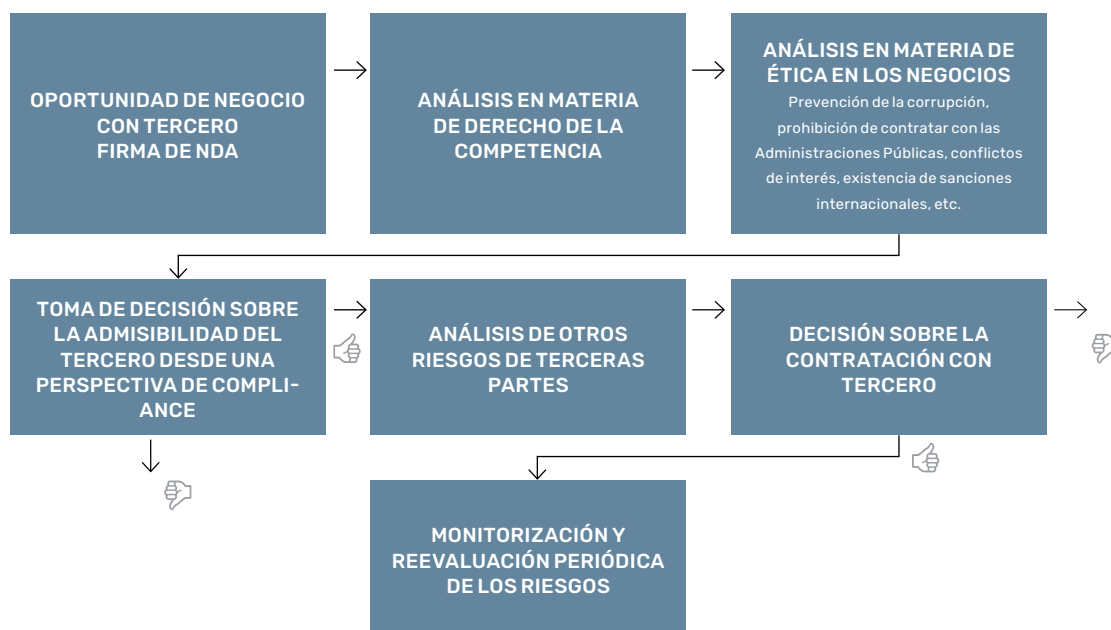 OPORTUNIDAD DE NEGOCIO
CON TERCERO
FIRMA DE NDA
ANÁLISIS EN MATERIA
DE DERECHO DE LA
COMPETENCIA
ANÁLISIS EN MATERIA DE
ÉTICA EN LOS NEGOCIOS
Prevención de la corrupción,
prohibición de contratar con las
Administraciones Públicas, conflictos
de interés, existencia de sanciones
internacionales, etc.
TOMA DE DECISIÓN SOBRE
LA ADMISIBILIDAD DEL
TERCERO DESDE UNA
PERSPECTIVA DE COMPLI-
ANCE
ANÁLISIS DE OTROS
RIESGOS DE TERCERAS
PARTES
DECISIÓN SOBRE LA
CONTRATACIÓN CON
TERCERO
MONITORIZACIÓN Y
REEVALUACIÓN PERIÓDICA
DE LOS RIESGOS